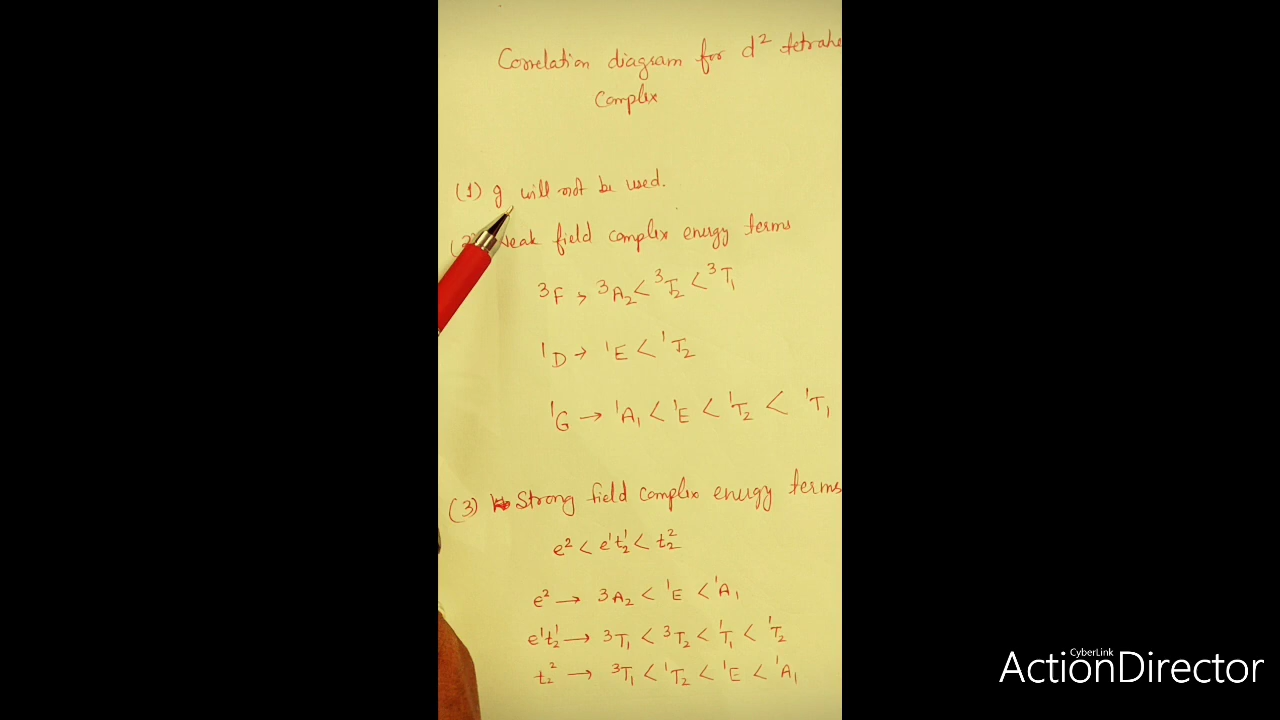 Correlation diagram for d² tetrahe
Complex
(1) g will not be used.
(2) Weak field complex energy terms
³F → ³A₂ < ³T₂ < ³T₁
¹D → ¹E < ¹T₂
¹G → ¹A₁ < ¹E < ¹T₂ < ¹T₁
(3) Strong field complex energy terms
e² < e¹t₂¹ < t₂²
e² → ³A₂ < ¹E < ¹A₁
e¹t₂¹ → ³T₁ < ³T₂ < ¹T₁ < ¹T₂
t₂² → ³T₁ < ¹T₂ < ¹E < ¹A₁
CyberLink
ActionDirector